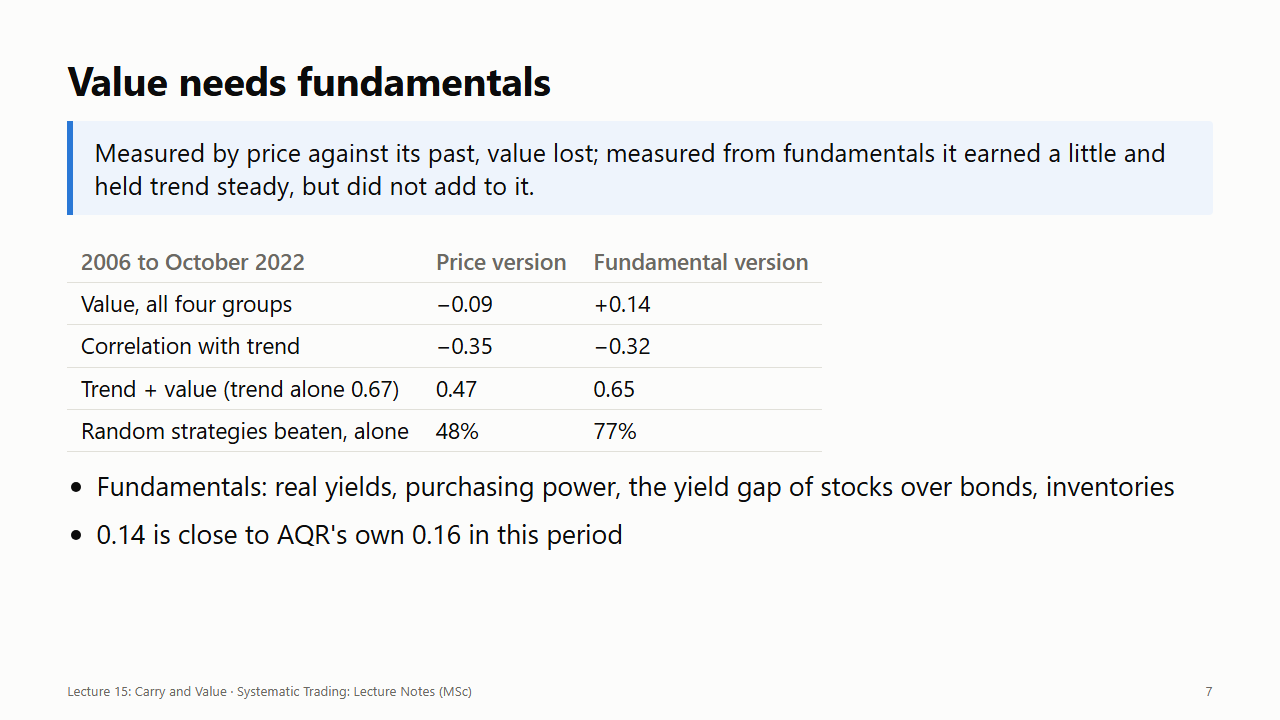 Value needs fundamentals
Measured by price against its past, value lost; measured from fundamentals it earned a little and
held trend steady, but did not add to it.
2006 to October 2022 Price version Fundamental version
Value, all four groups −0.09 +0.14
Correlation with trend −0.35 −0.32
Trend + value (trend alone 0.67) 0.47 0.65
Random strategies beaten, alone 48% 77%
• Fundamentals: real yields, purchasing power, the yield gap of stocks over bonds, inventories
• 0.14 is close to AQR's own 0.16 in this period
Lecture 15: Carry and Value · Systematic Trading: Lecture Notes (MSc) 7